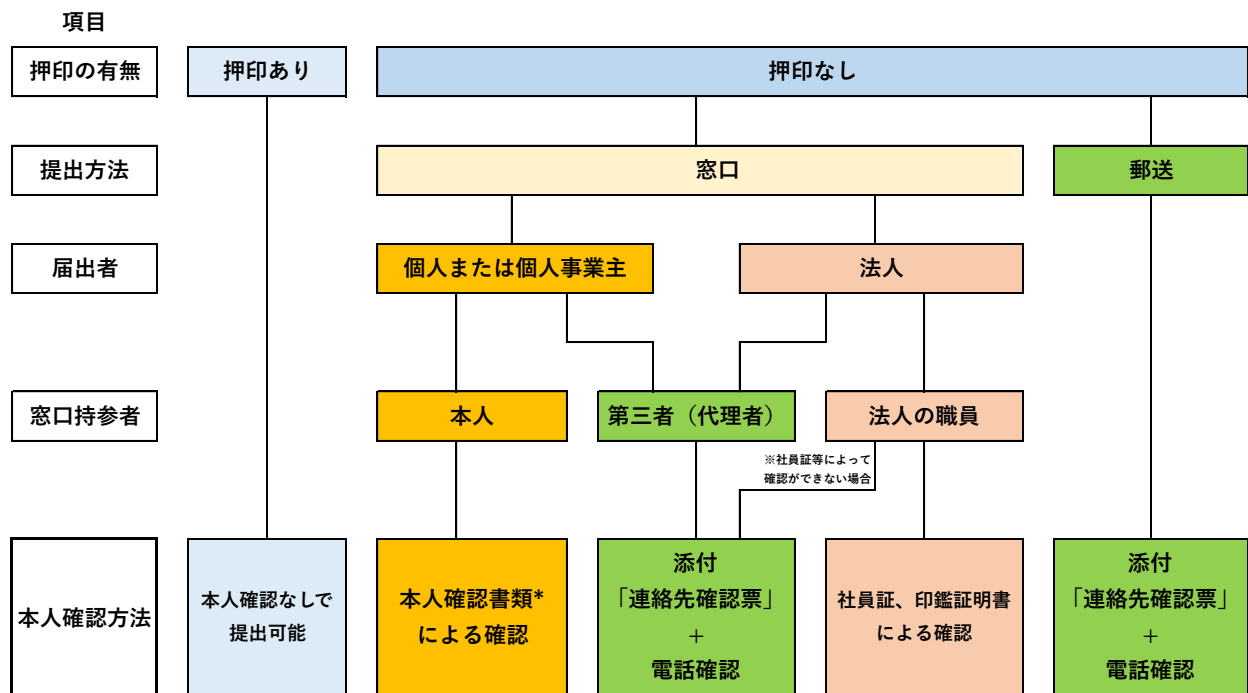 項目
押印の有無
押印あり
押印なし
提出方法
窓口
郵送
届出者
個人または個人事業主
法人
窓口持参者
本人
第三者（代理者）
法人の職員
※社員証等によって
確認ができない場合
本人確認方法
本人確認なしで
提出可能
本人確認書類*
による確認
添付
「連絡先確認票」
+
電話確認
社員証、印鑑証明書
による確認
添付
「連絡先確認票」
+
電話確認